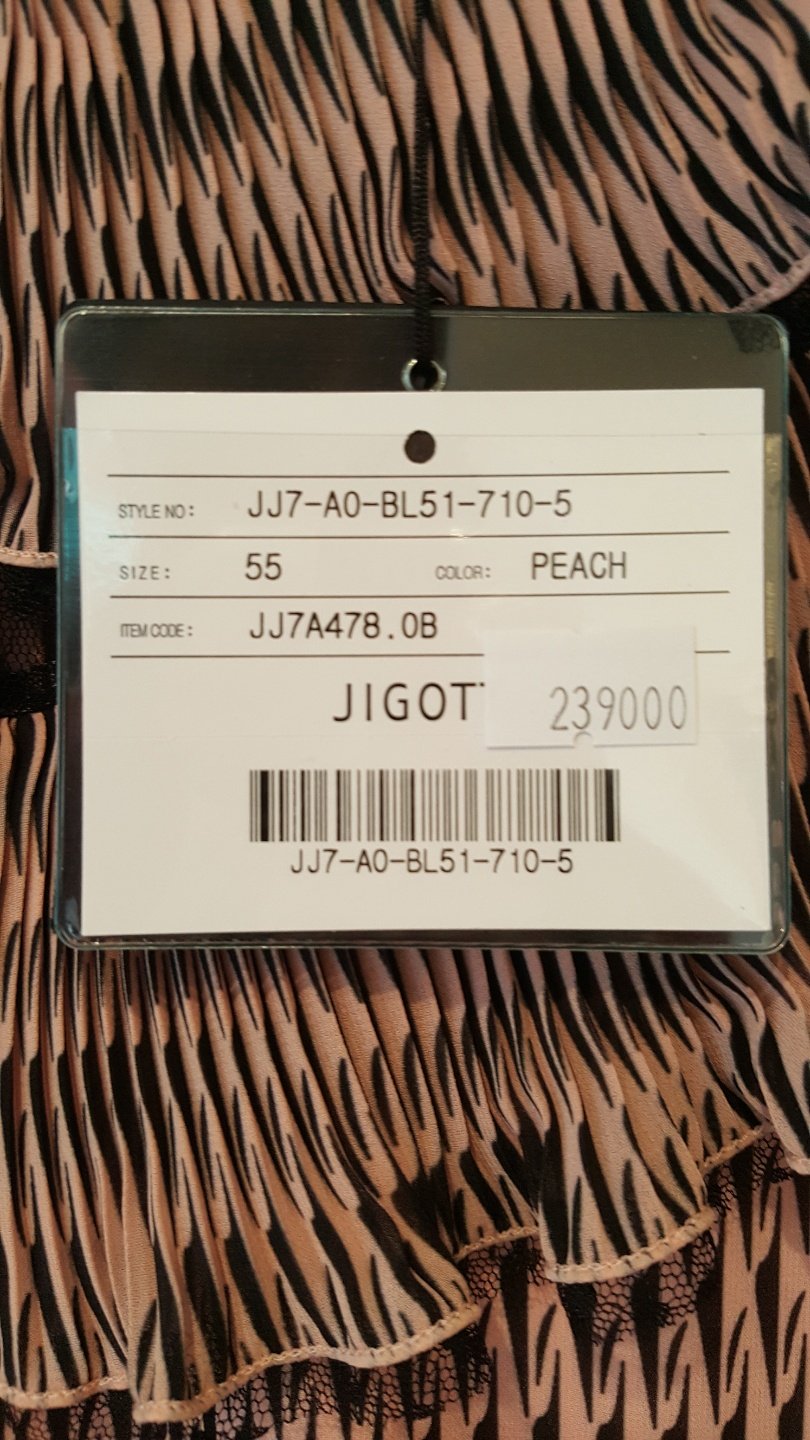 STYLE NO: JJ7-A0-BL51-710-5
SIZE: 55 COLOR: PEACH
ITEM CODE: JJ7A478.0B
JIGOT
239000
JJ7-A0-BL51-710-5